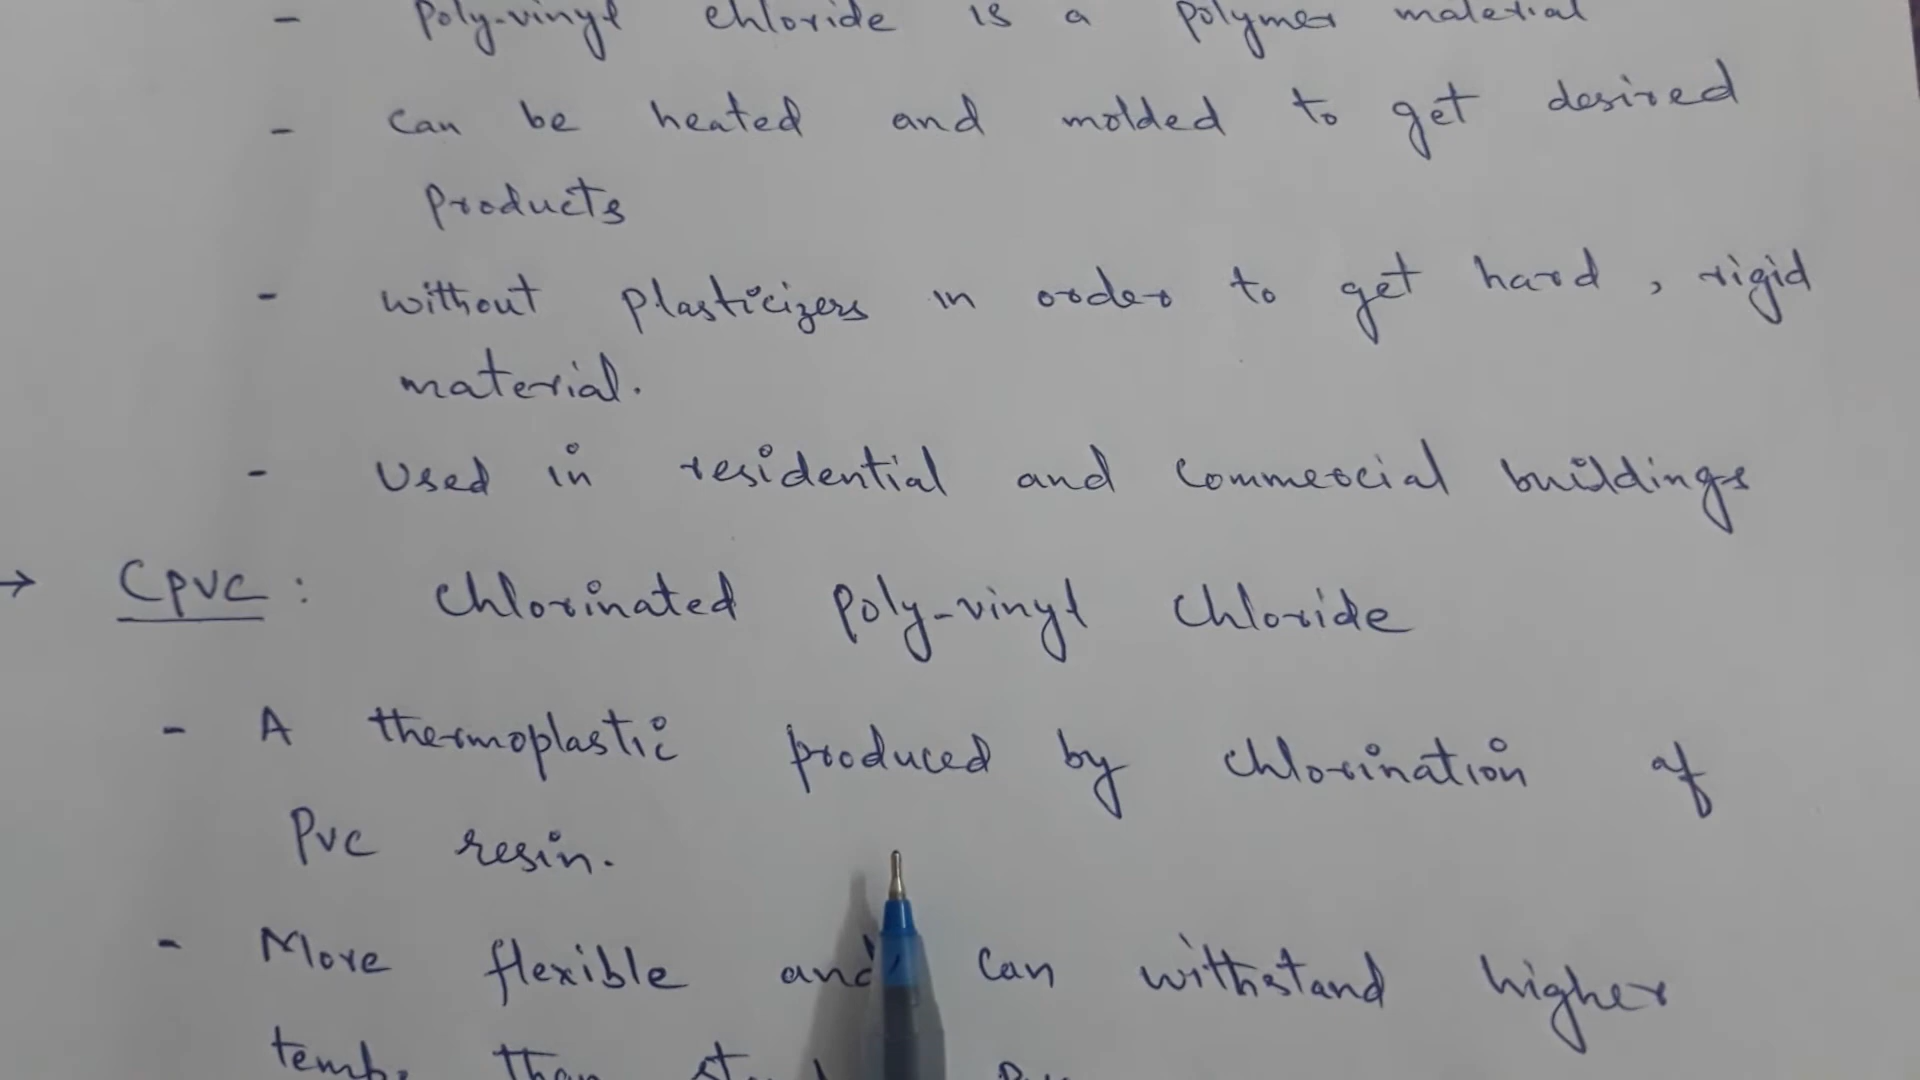 - Poly-vinyl chloride is a polymer material
- Can be heated and molded to get desired
products
- without plasticizers in order to get hard, rigid
material.
- Used in residential and commercial buildings
→ CPVC: Chlorinated poly-vinyl chloride
- A thermoplastic produced by chlorination of
PVC resin.
- More flexible and can withstand higher
temp. than